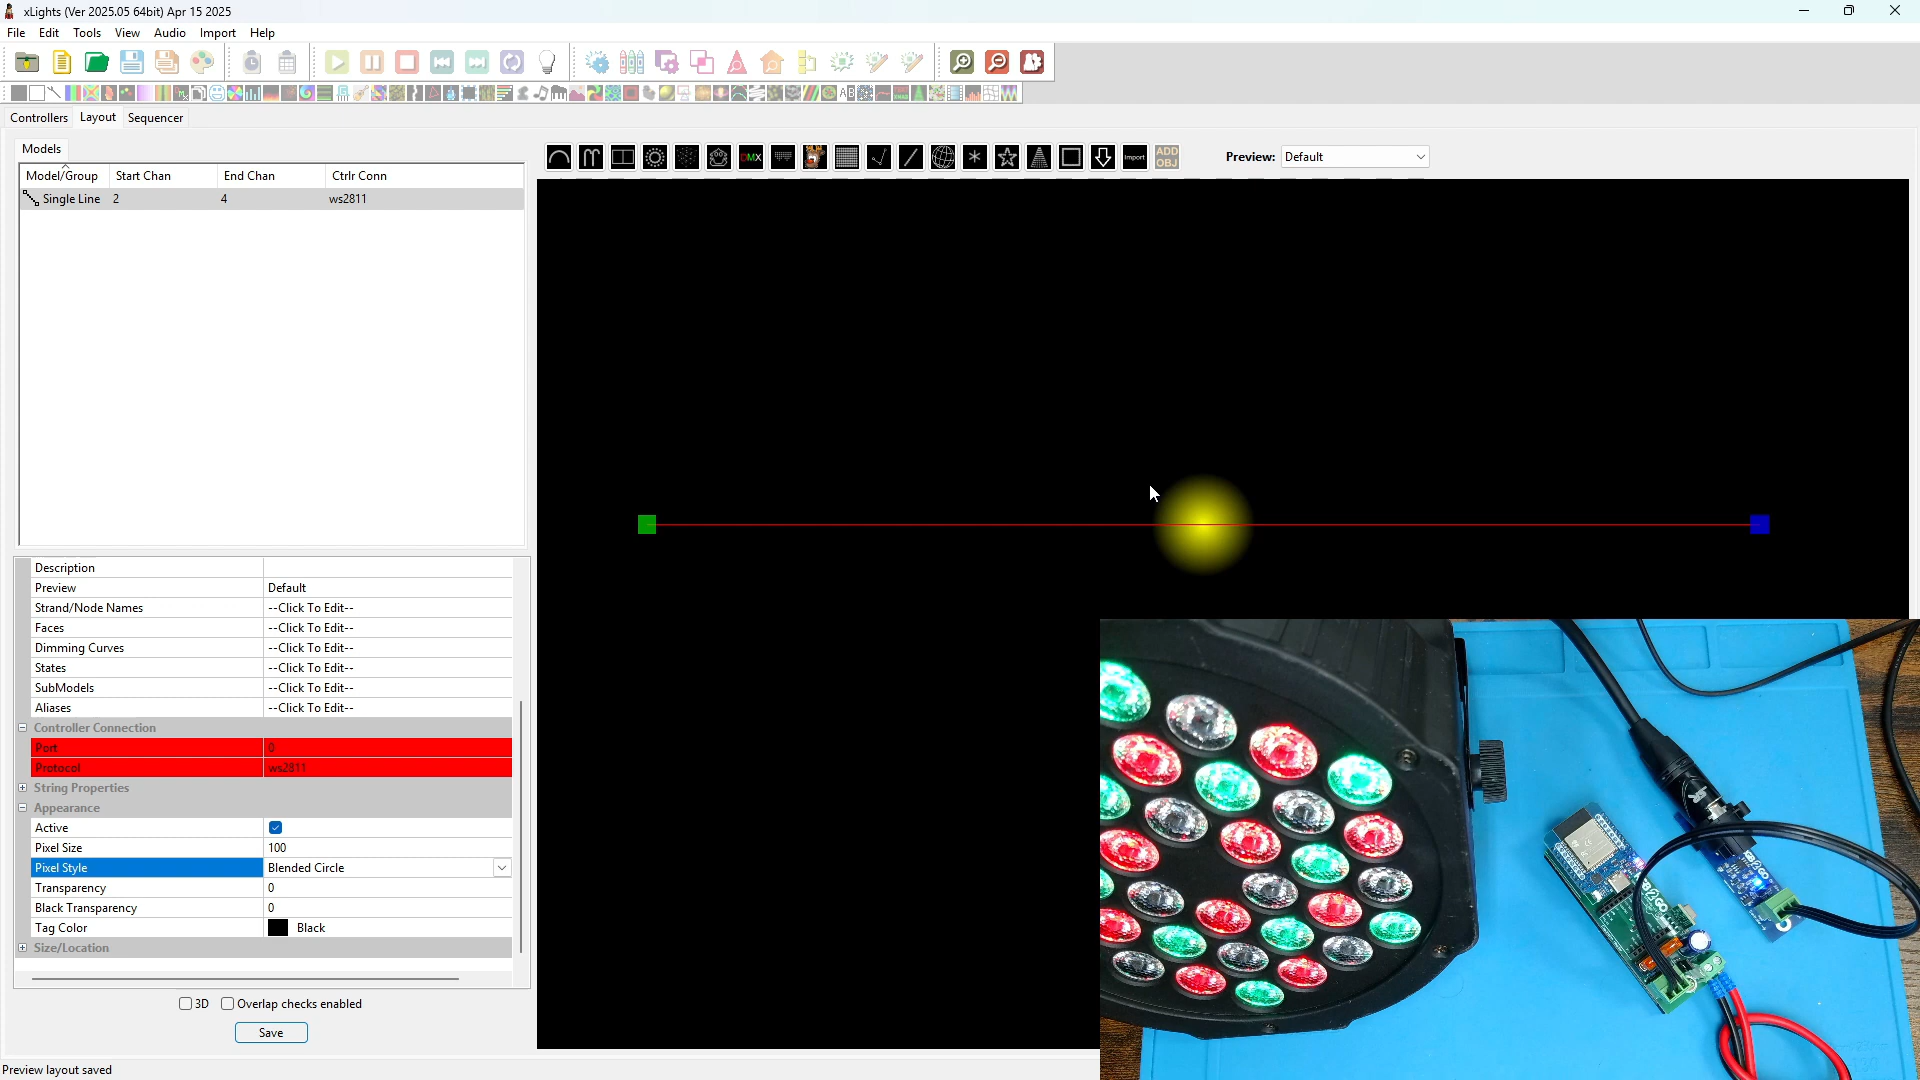 xLights (Ver 2025.05 64bit) Apr 15 2025
File Edit Tools View Audio Import Help
Controllers Layout Sequencer
Models
DMX
Import
ADD OBJ
Preview: Default
Model/Group Start Chan End Chan Ctrlr Conn
Single Line 2 4 ws2811
Description
Preview Default
Strand/Node Names --Click To Edit--
Faces --Click To Edit--
Dimming Curves --Click To Edit--
States --Click To Edit--
SubModels --Click To Edit--
Aliases --Click To Edit--
Controller Connection
Port 0
Protocol ws2811
String Properties
Appearance
Active
Pixel Size 100
Pixel Style Blended Circle
Transparency 0
Black Transparency 0
Tag Color Black
Size/Location
3D Overlap checks enabled
Save
Preview layout saved